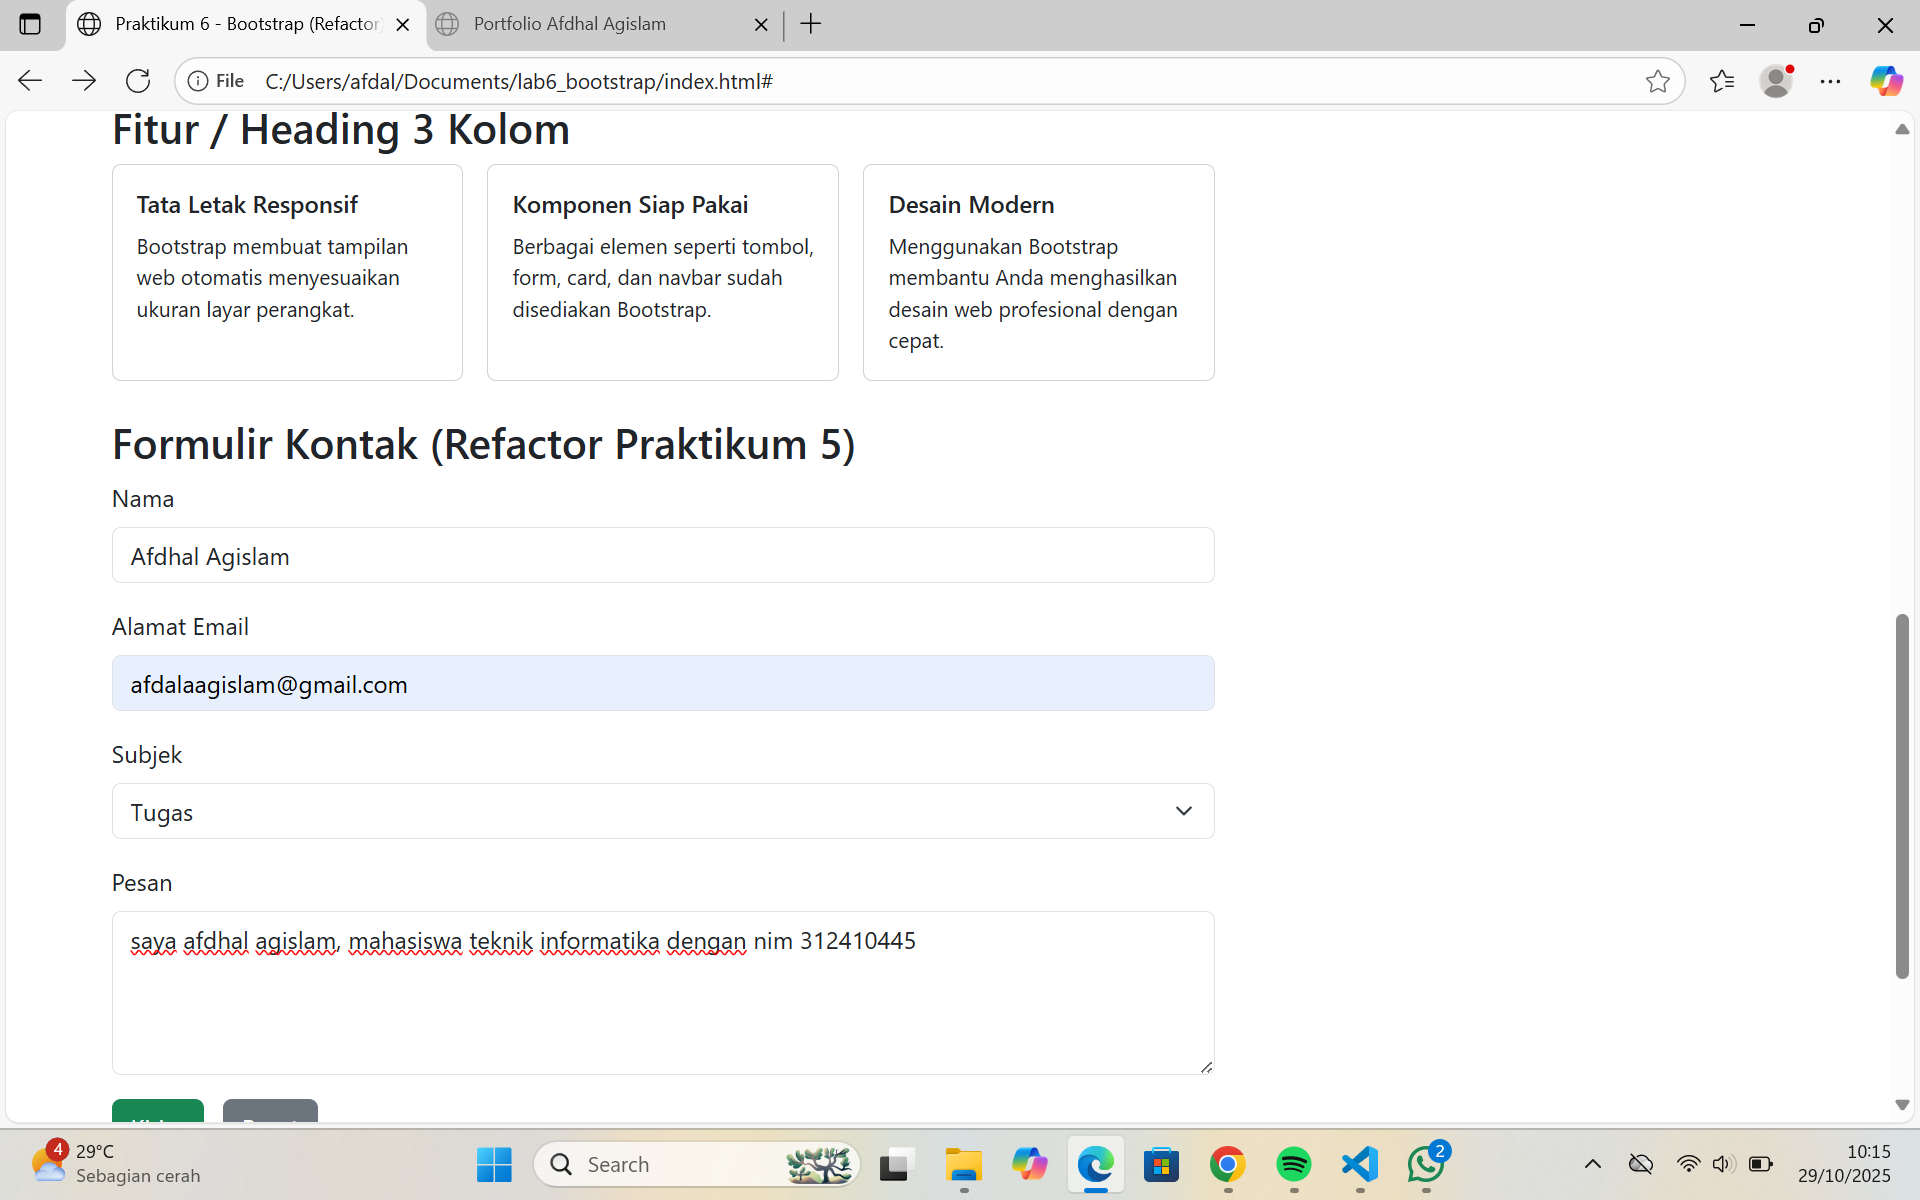 Praktikum 6 - Bootstrap (Refactor
Portfolio Afdhal Agislam
File
C:/Users/afdal/Documents/lab6_bootstrap/index.html#
Fitur / Heading 3 Kolom
Tata Letak Responsif
Bootstrap membuat tampilan
web otomatis menyesuaikan
ukuran layar perangkat.
Komponen Siap Pakai
Berbagai elemen seperti tombol,
form, card, dan navbar sudah
disediakan Bootstrap.
Desain Modern
Menggunakan Bootstrap
membantu Anda menghasilkan
desain web profesional dengan
cepat.
Formulir Kontak (Refactor Praktikum 5)
Nama
Afdhal Agislam
Alamat Email
afdalaagislam@gmail.com
Subjek
Tugas
Pesan
saya afdhal agislam, mahasiswa teknik informatika dengan nim 312410445
4
29°C
Sebagian cerah
Search
2
10:15
29/10/2025